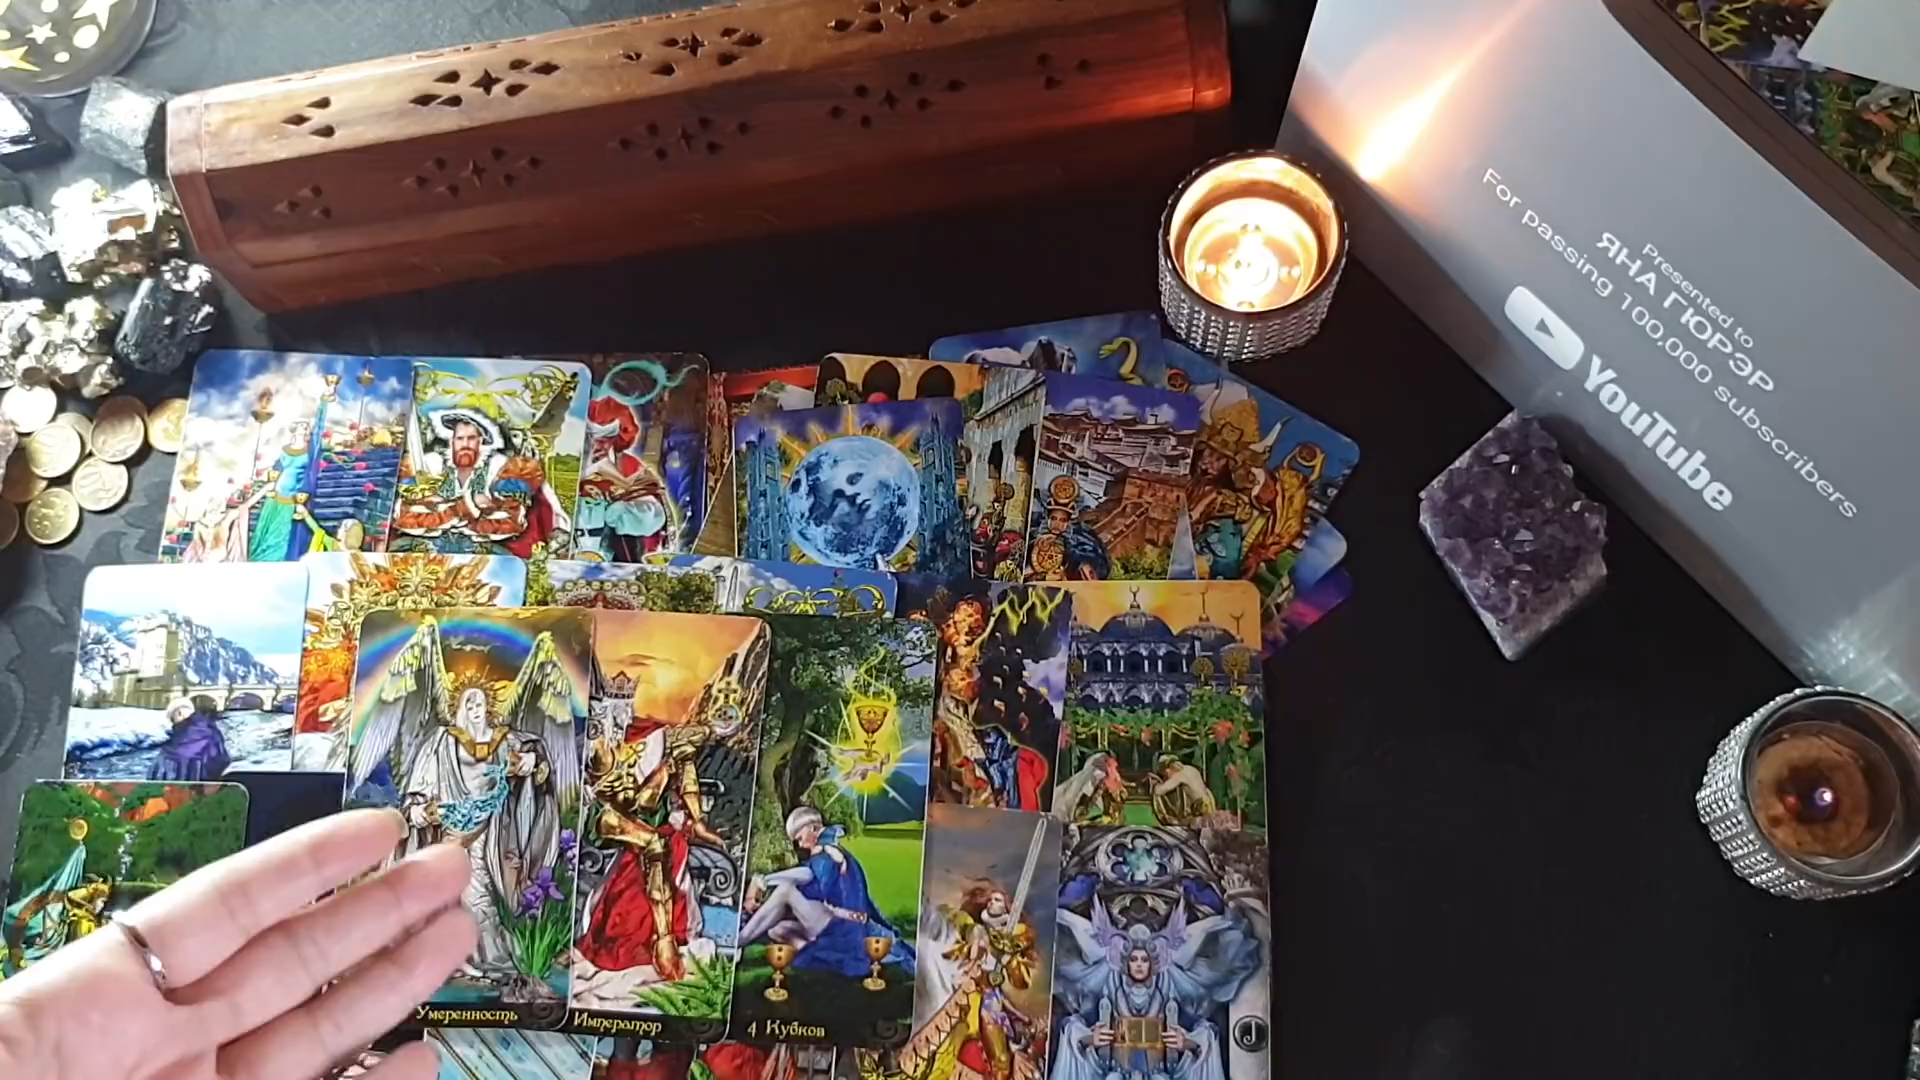 Presented to
ЯНА ГЮРЭР
For passing 100,000 subscribers
YouTube
Умеренность
Император
4 Кубков
J